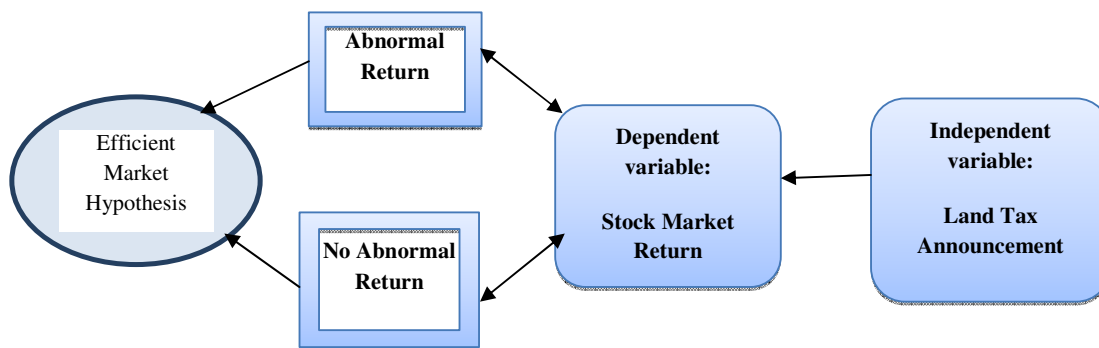 Efficient
Market
Hypothesis
Abnormal
Return
No Abnormal
Return
Dependent
variable:
Stock Market
Return
Independent
variable:
Land Tax
Announcement